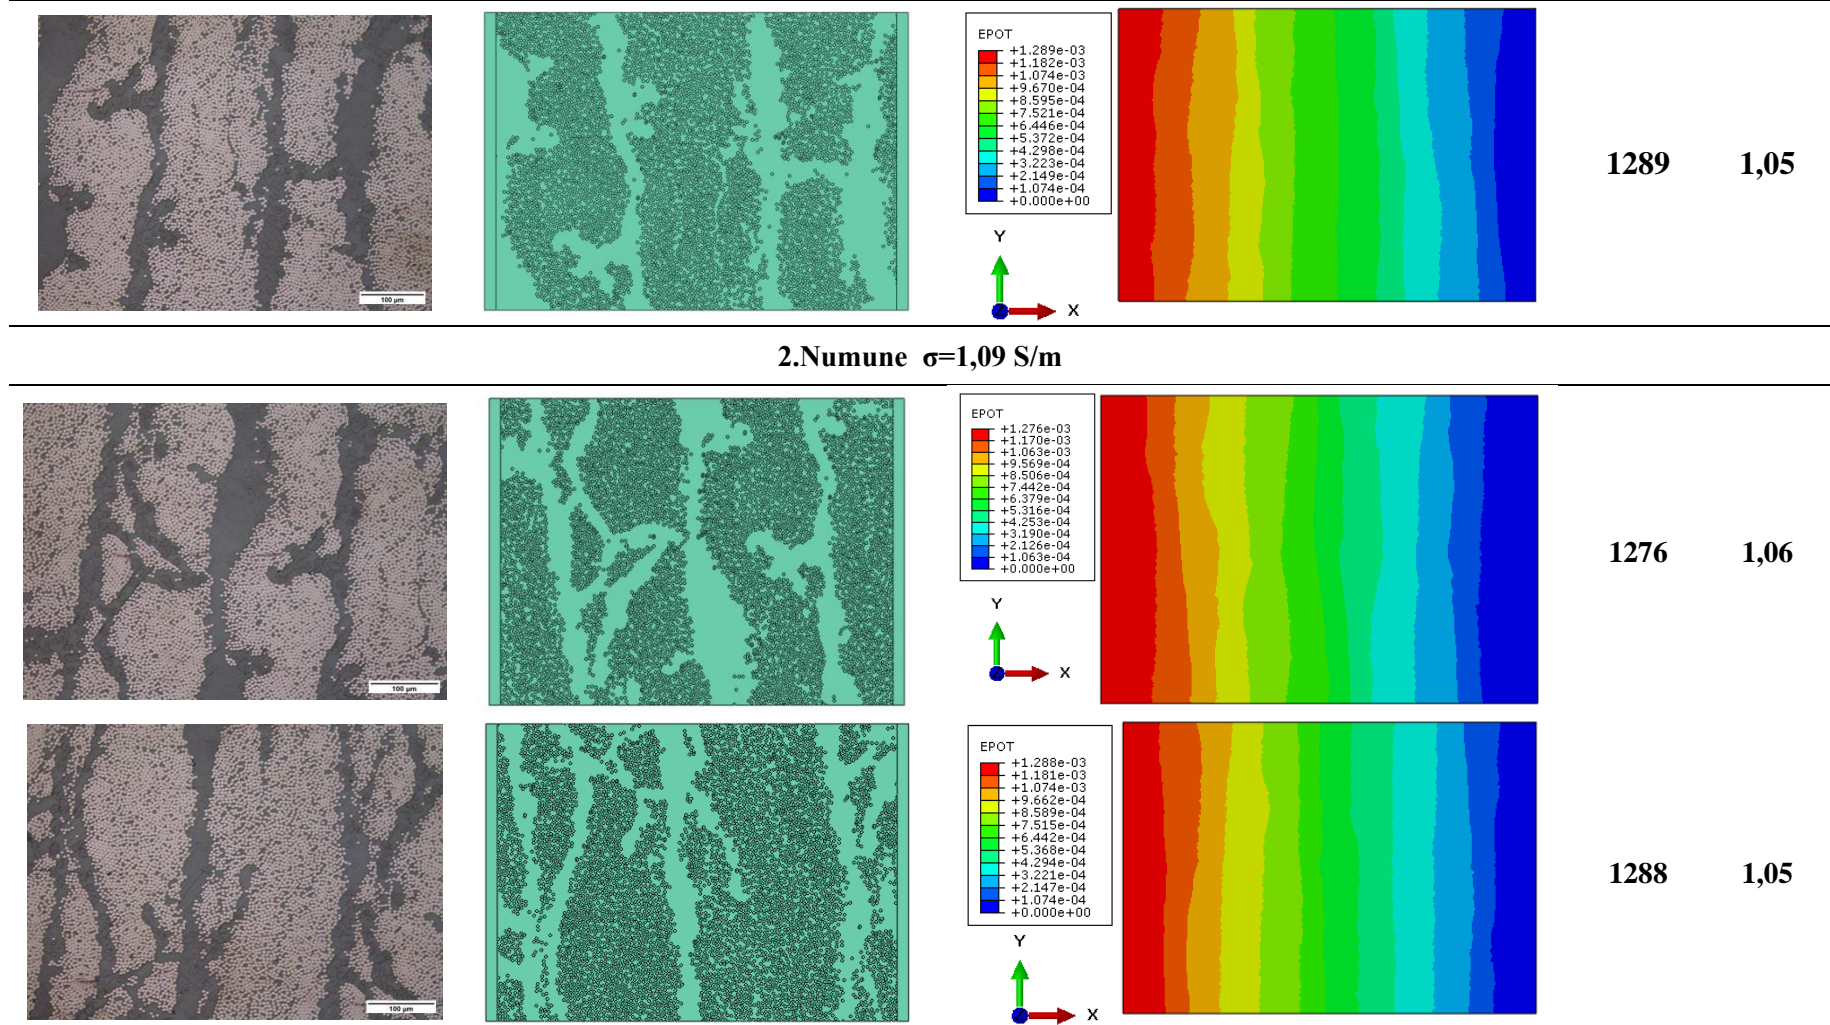 EPOT
+1.289e-03
+1.182e-03
+1.074e-03
+9.670e-04
+8.595e-04
+7.521e-04
+6.446e-04
+5.372e-04
+4.298e-04
+3.223e-04
+2.149e-04
+1.074e-04
+0.000e+00
Y
Z
X
100 µm
1289 1,05
2.Numune σ=1,09 S/m
EPOT
+1.276e-03
+1.170e-03
+1.063e-03
+9.569e-04
+8.506e-04
+7.442e-04
+6.379e-04
+5.316e-04
+4.253e-04
+3.190e-04
+2.126e-04
+1.063e-04
+0.000e+00
Y
Z
X
100 µm
1276 1,06
EPOT
+1.288e-03
+1.181e-03
+1.074e-03
+9.662e-04
+8.589e-04
+7.515e-04
+6.442e-04
+5.368e-04
+4.294e-04
+3.221e-04
+2.147e-04
+1.074e-04
+0.000e+00
Y
Z
X
100 µm
1288 1,05